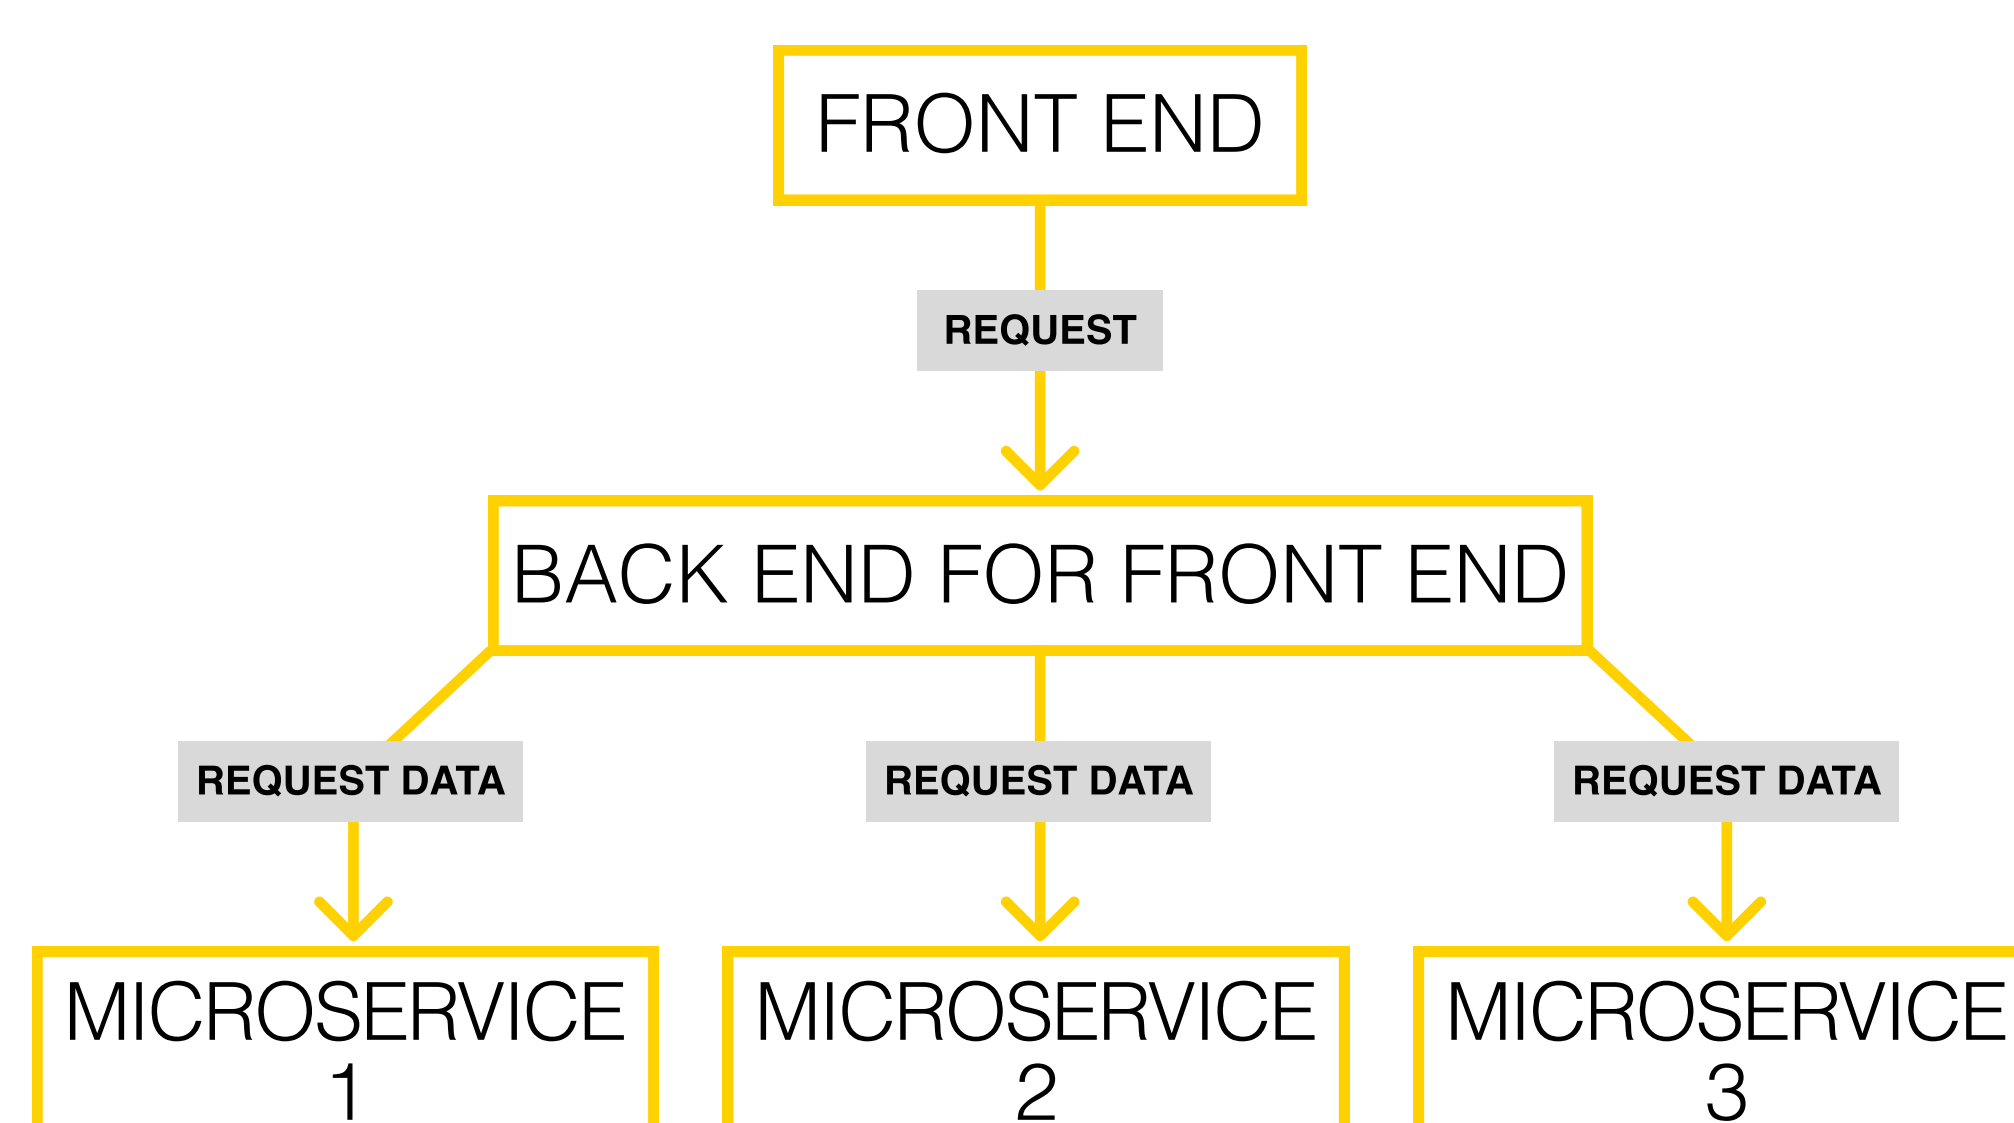 FRONT END
REQUEST
BACK END FOR FRONT END
REQUEST DATA
REQUEST DATA
REQUEST DATA
MICROSERVICE
1
MICROSERVICE
2
MICROSERVICE
3